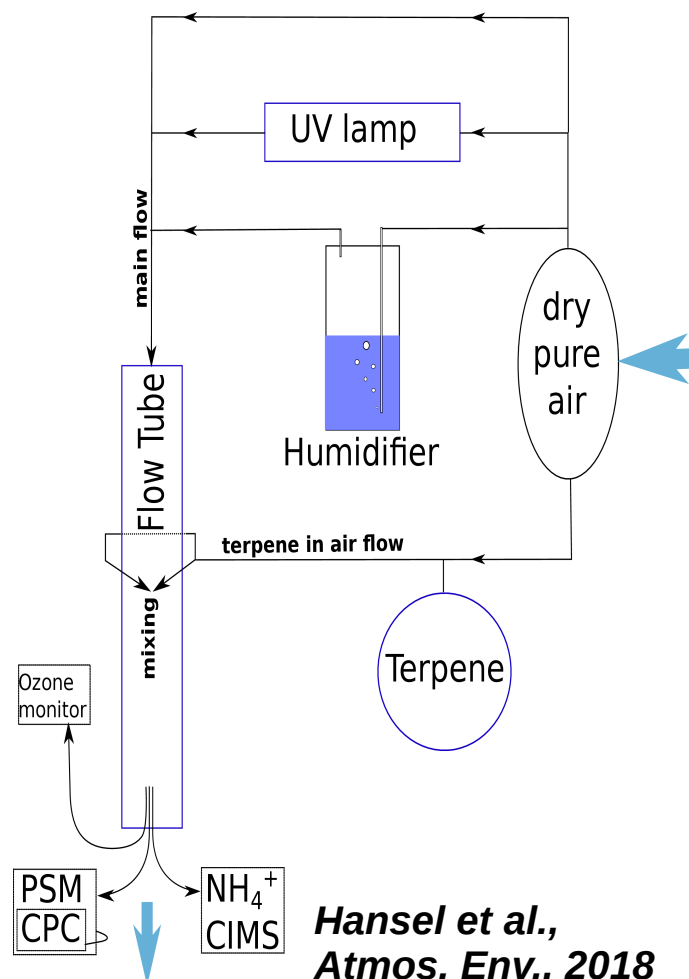 UV lamp
main flow
dry
pure
air
Humidifier
Flow Tube
terpene in air flow
mixing
Terpene
Ozone
monitor
PSM
CPC
NH₄⁺
CIMS
Hansel et al.,
Atmos. Env., 2018